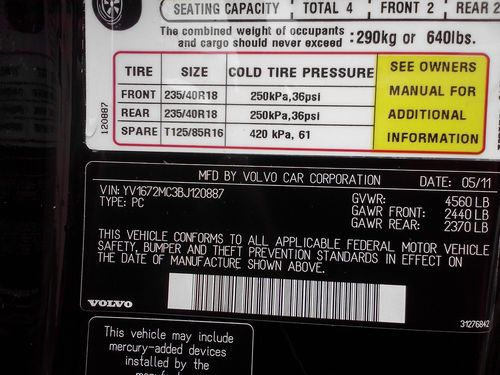 SEATING CAPACITY TOTAL 4 FRONT 2 REAR 2
The combined weight of occupants
and cargo should never exceed : 290kg or 640lbs.
TIRE SIZE COLD TIRE PRESSURE SEE OWNERS
MANUAL FOR
ADDITIONAL
INFORMATION
FRONT 235/40R18 250kPa,36psi
REAR 235/40R18 250kPa,36psi
SPARE T125/85R16 420 kPa, 61
120887
MFD BY VOLVO CAR CORPORATION DATE: 05/11
VIN: YV1672MC3BJ120887
TYPE: PC
GVWR: 4560 LB
GAWR FRONT: 2440 LB
GAWR REAR: 2370 LB
THIS VEHICLE CONFORMS TO ALL APPLICABLE FEDERAL MOTOR VEHICLE
SAFETY, BUMPER AND THEFT PREVENTION STANDARDS IN EFFECT ON
THE DATE OF MANUFACTURE SHOWN ABOVE.
VOLVO
31276842
This vehicle may include
mercury-added devices
installed by the